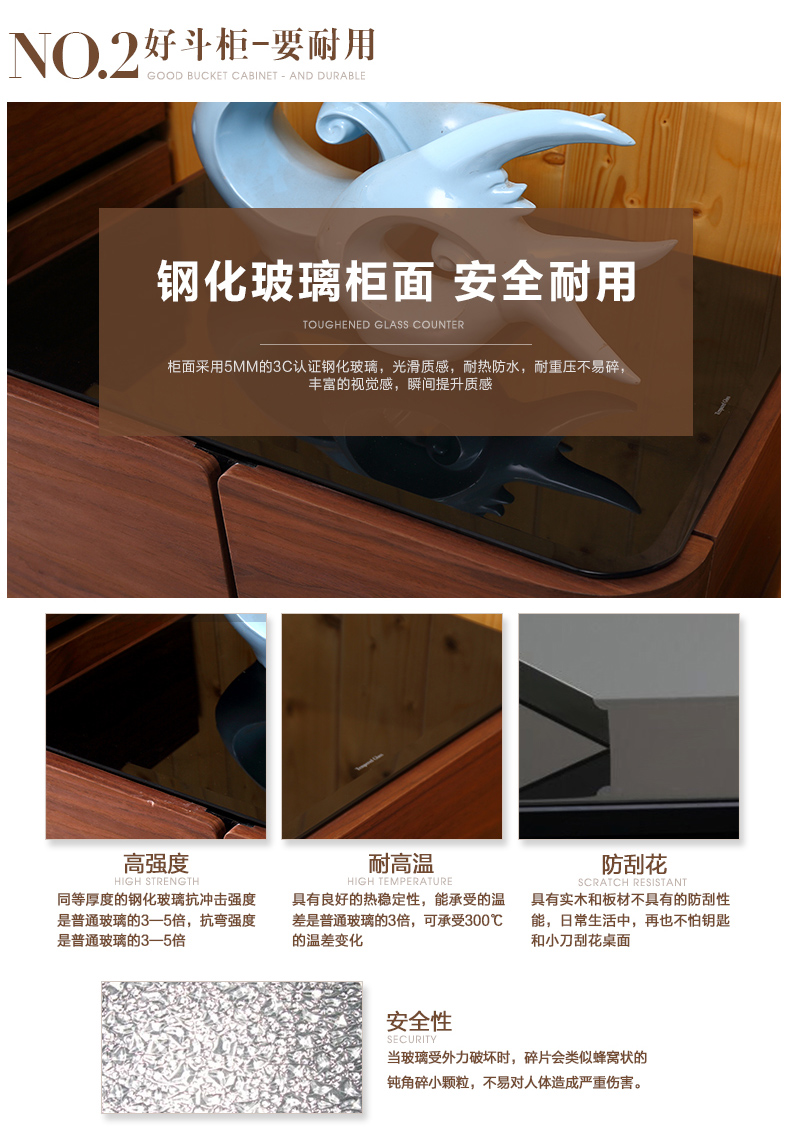 NO.2 好斗柜-要耐用
GOOD BUCKET CABINET - AND DURABLE
钢化玻璃柜面 安全耐用
TOUGHENED GLASS COUNTER
柜面采用5MM的3C认证钢化玻璃，光滑质感，耐热防水，耐重压不易碎，
丰富的视觉感，瞬间提升质感
高强度
HIGH STRENGTH
同等厚度的钢化玻璃抗冲击强度
是普通玻璃的3—5倍，抗弯强度
是普通玻璃的3—5倍
耐高温
HIGH TEMPERATURE
具有良好的热稳定性，能承受的温
差是普通玻璃的3倍，可承受300℃
的温差变化
防刮花
SCRATCH RESISTANT
具有实木和板材不具有的防刮性
能，日常生活中，再也不怕钥匙
和小刀刮花桌面
安全性
SECURITY
当玻璃受外力破坏时，碎片会类似蜂窝状的
钝角碎小颗粒，不易对人体造成严重伤害。